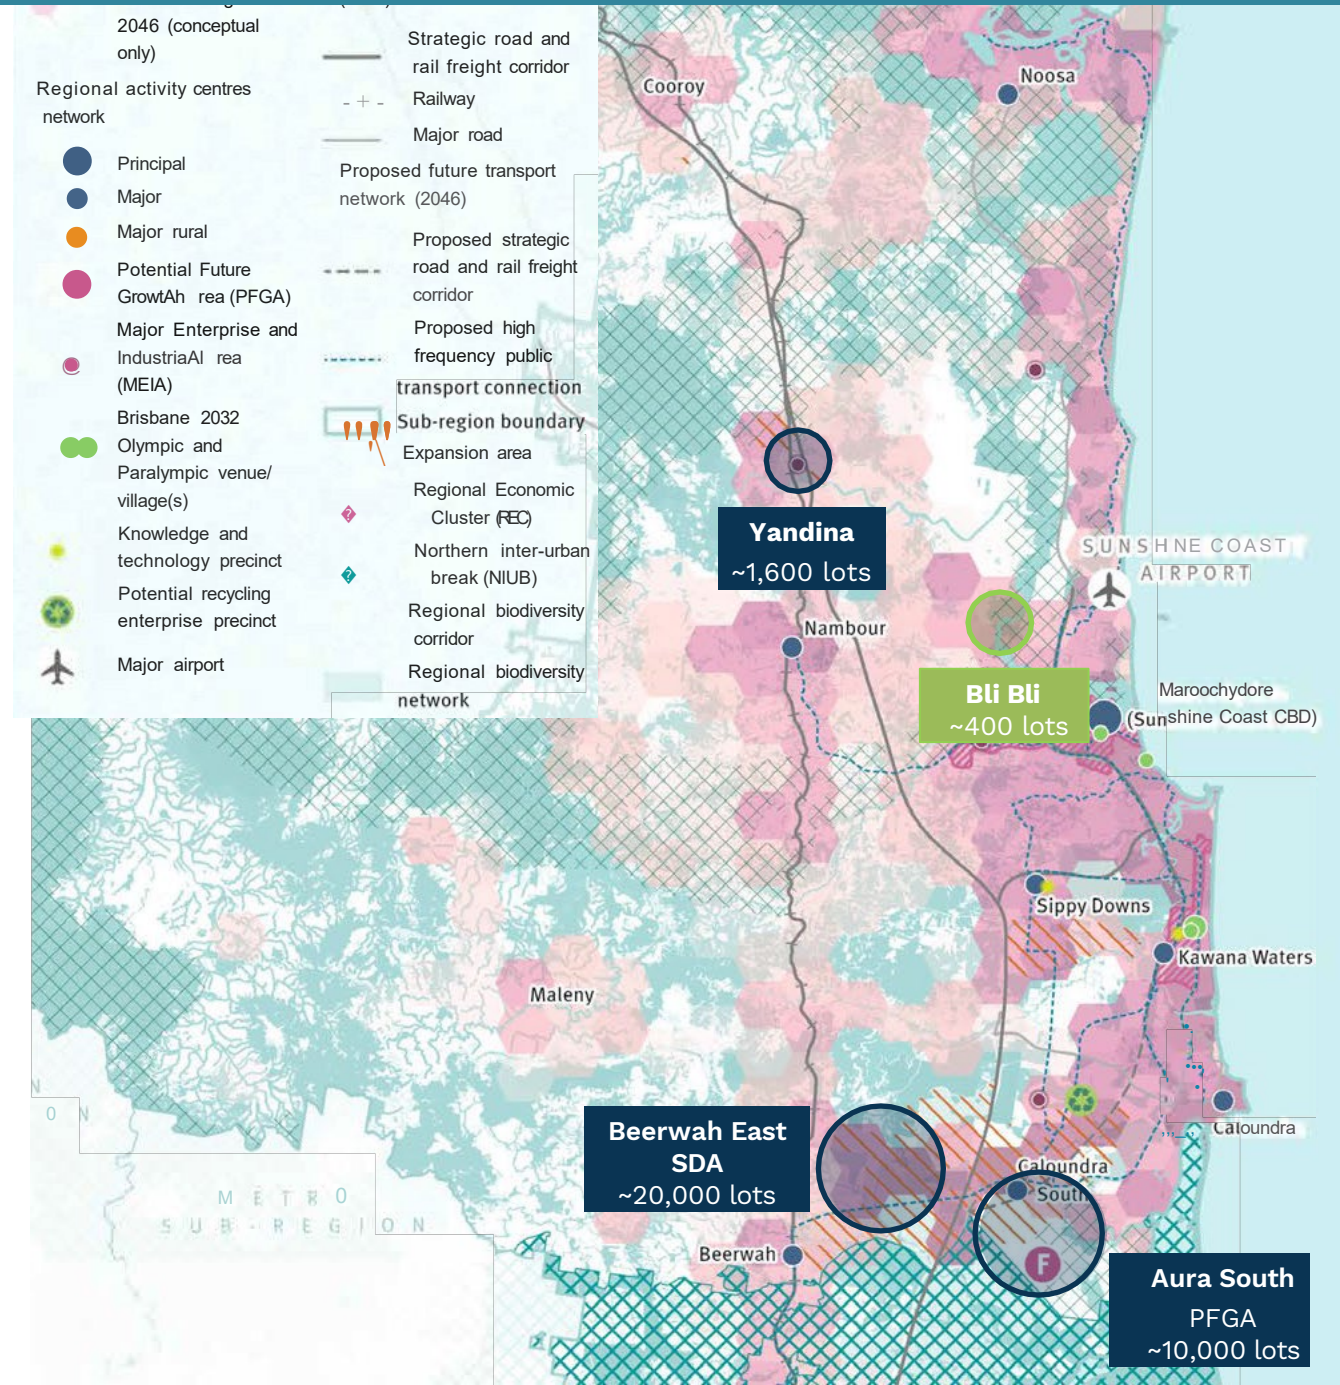 2046 (conceptual
only)
Regional activity centres
network
Principal
Major
Major rural
Potential Future
GrowtAh rea (PFGA)
Major Enterprise and
IndustriaAl rea
(MEIA)
Brisbane 2032
Olympic and
Paralympic venue/
village(s)
Knowledge and
technology precinct
Potential recycling
enterprise precinct
Major airport
Strategic road and
rail freight corridor
Railway
Major road
Proposed future transport
network (2046)
Proposed strategic
road and rail freight
corridor
Proposed high
frequency public
transport connection
Sub-region boundary
Expansion area
Regional Economic
Cluster (REC)
Northern inter-urban
break (NIUB)
Regional biodiversity
corridor
Regional biodiversity
network
Cooroy
Noosa
Yandina
~1,600 lots
SUNSHNE COAST
AIRPORT
Nambour
Bli Bli
~400 lots
Maroochydore
(Sunshine Coast CBD)
Sippy Downs
Kawana Waters
Maleny
Beerwah East
SDA
~20,000 lots
Caloundra
Caloundra
South
METRO
SUB-REGION
Beerwah
F
Aura South
PFGA
~10,000 lots